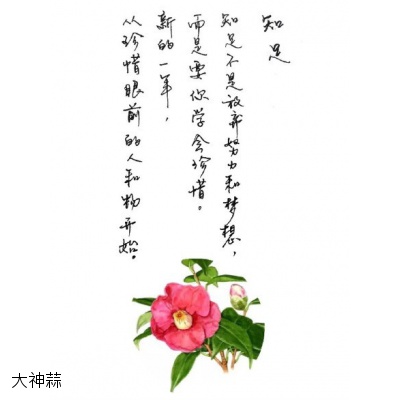 知足
知足不是放弃努力和梦想，
而是要你学会珍惜。
新的一年，
从珍惜眼前的人和物开始。
大神蒜